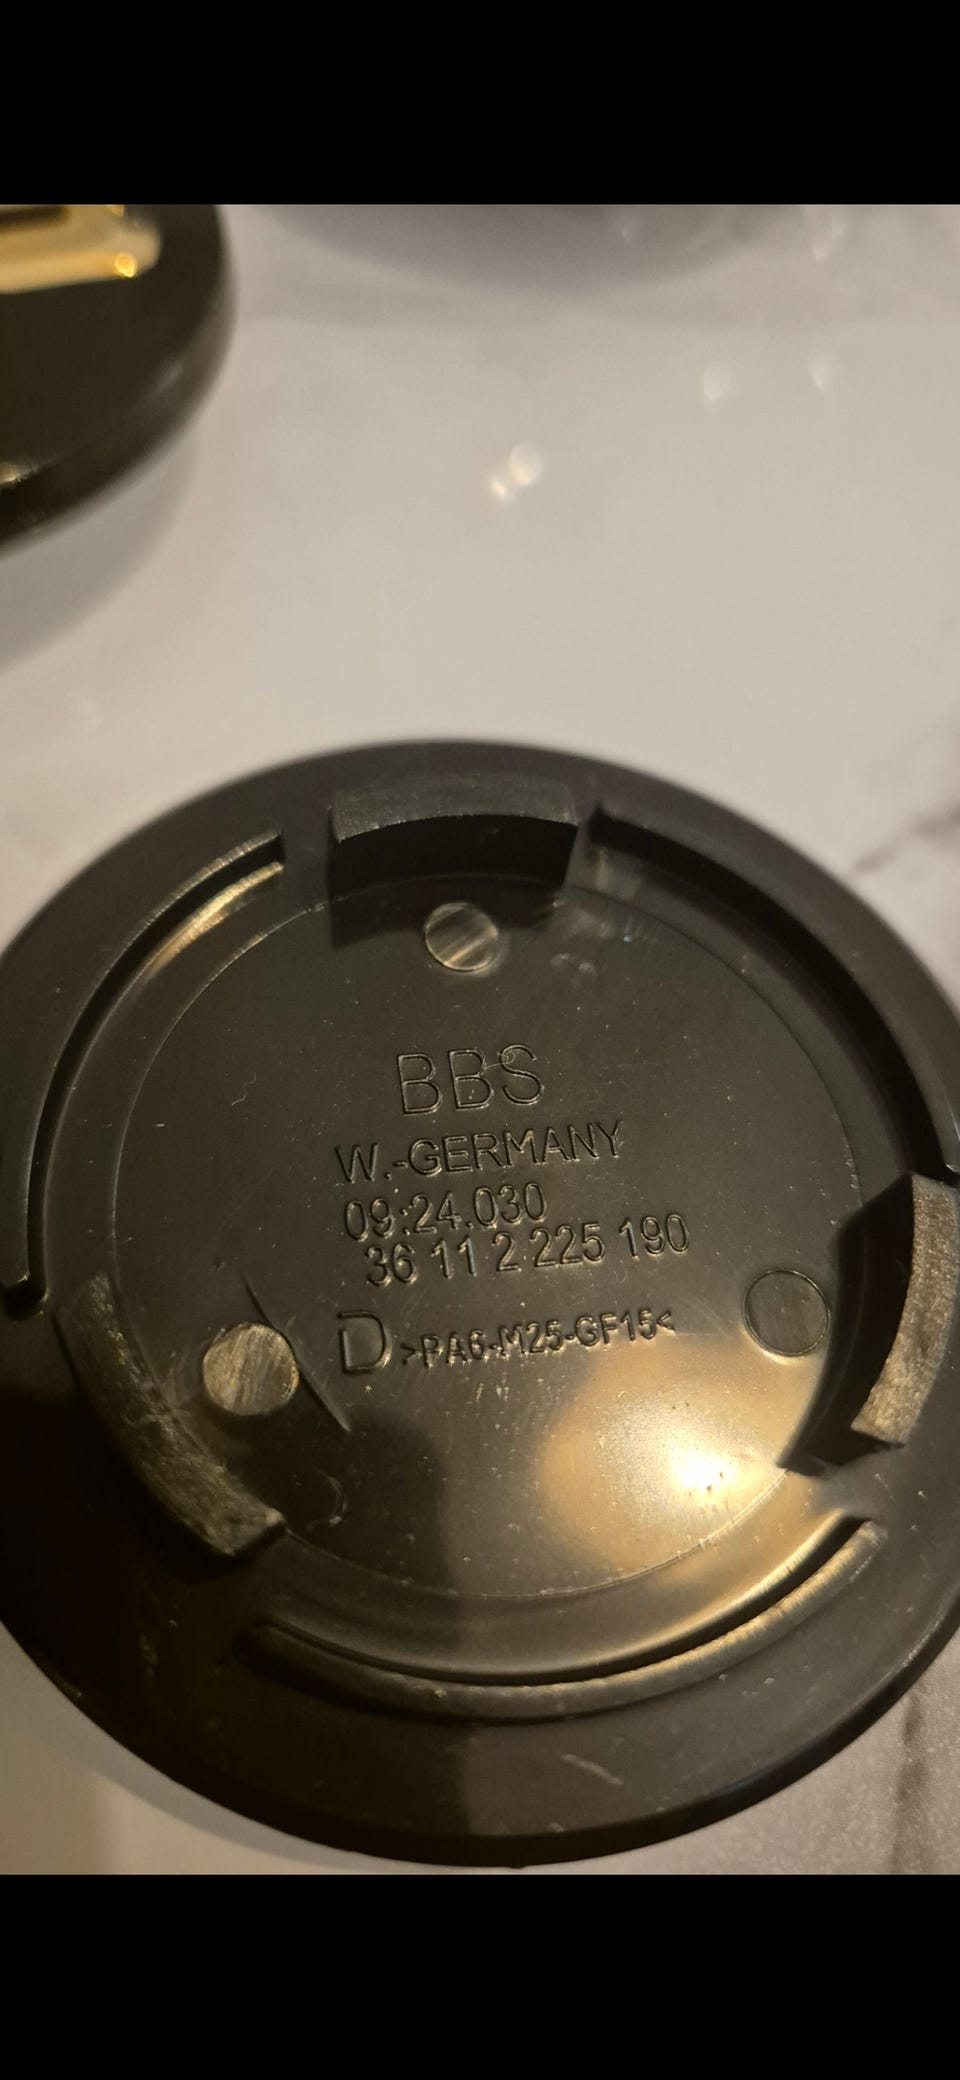 BBS
W.-GERMANY
09:24.030
36 11 2 225 190
D >PA6-M25-GF15<